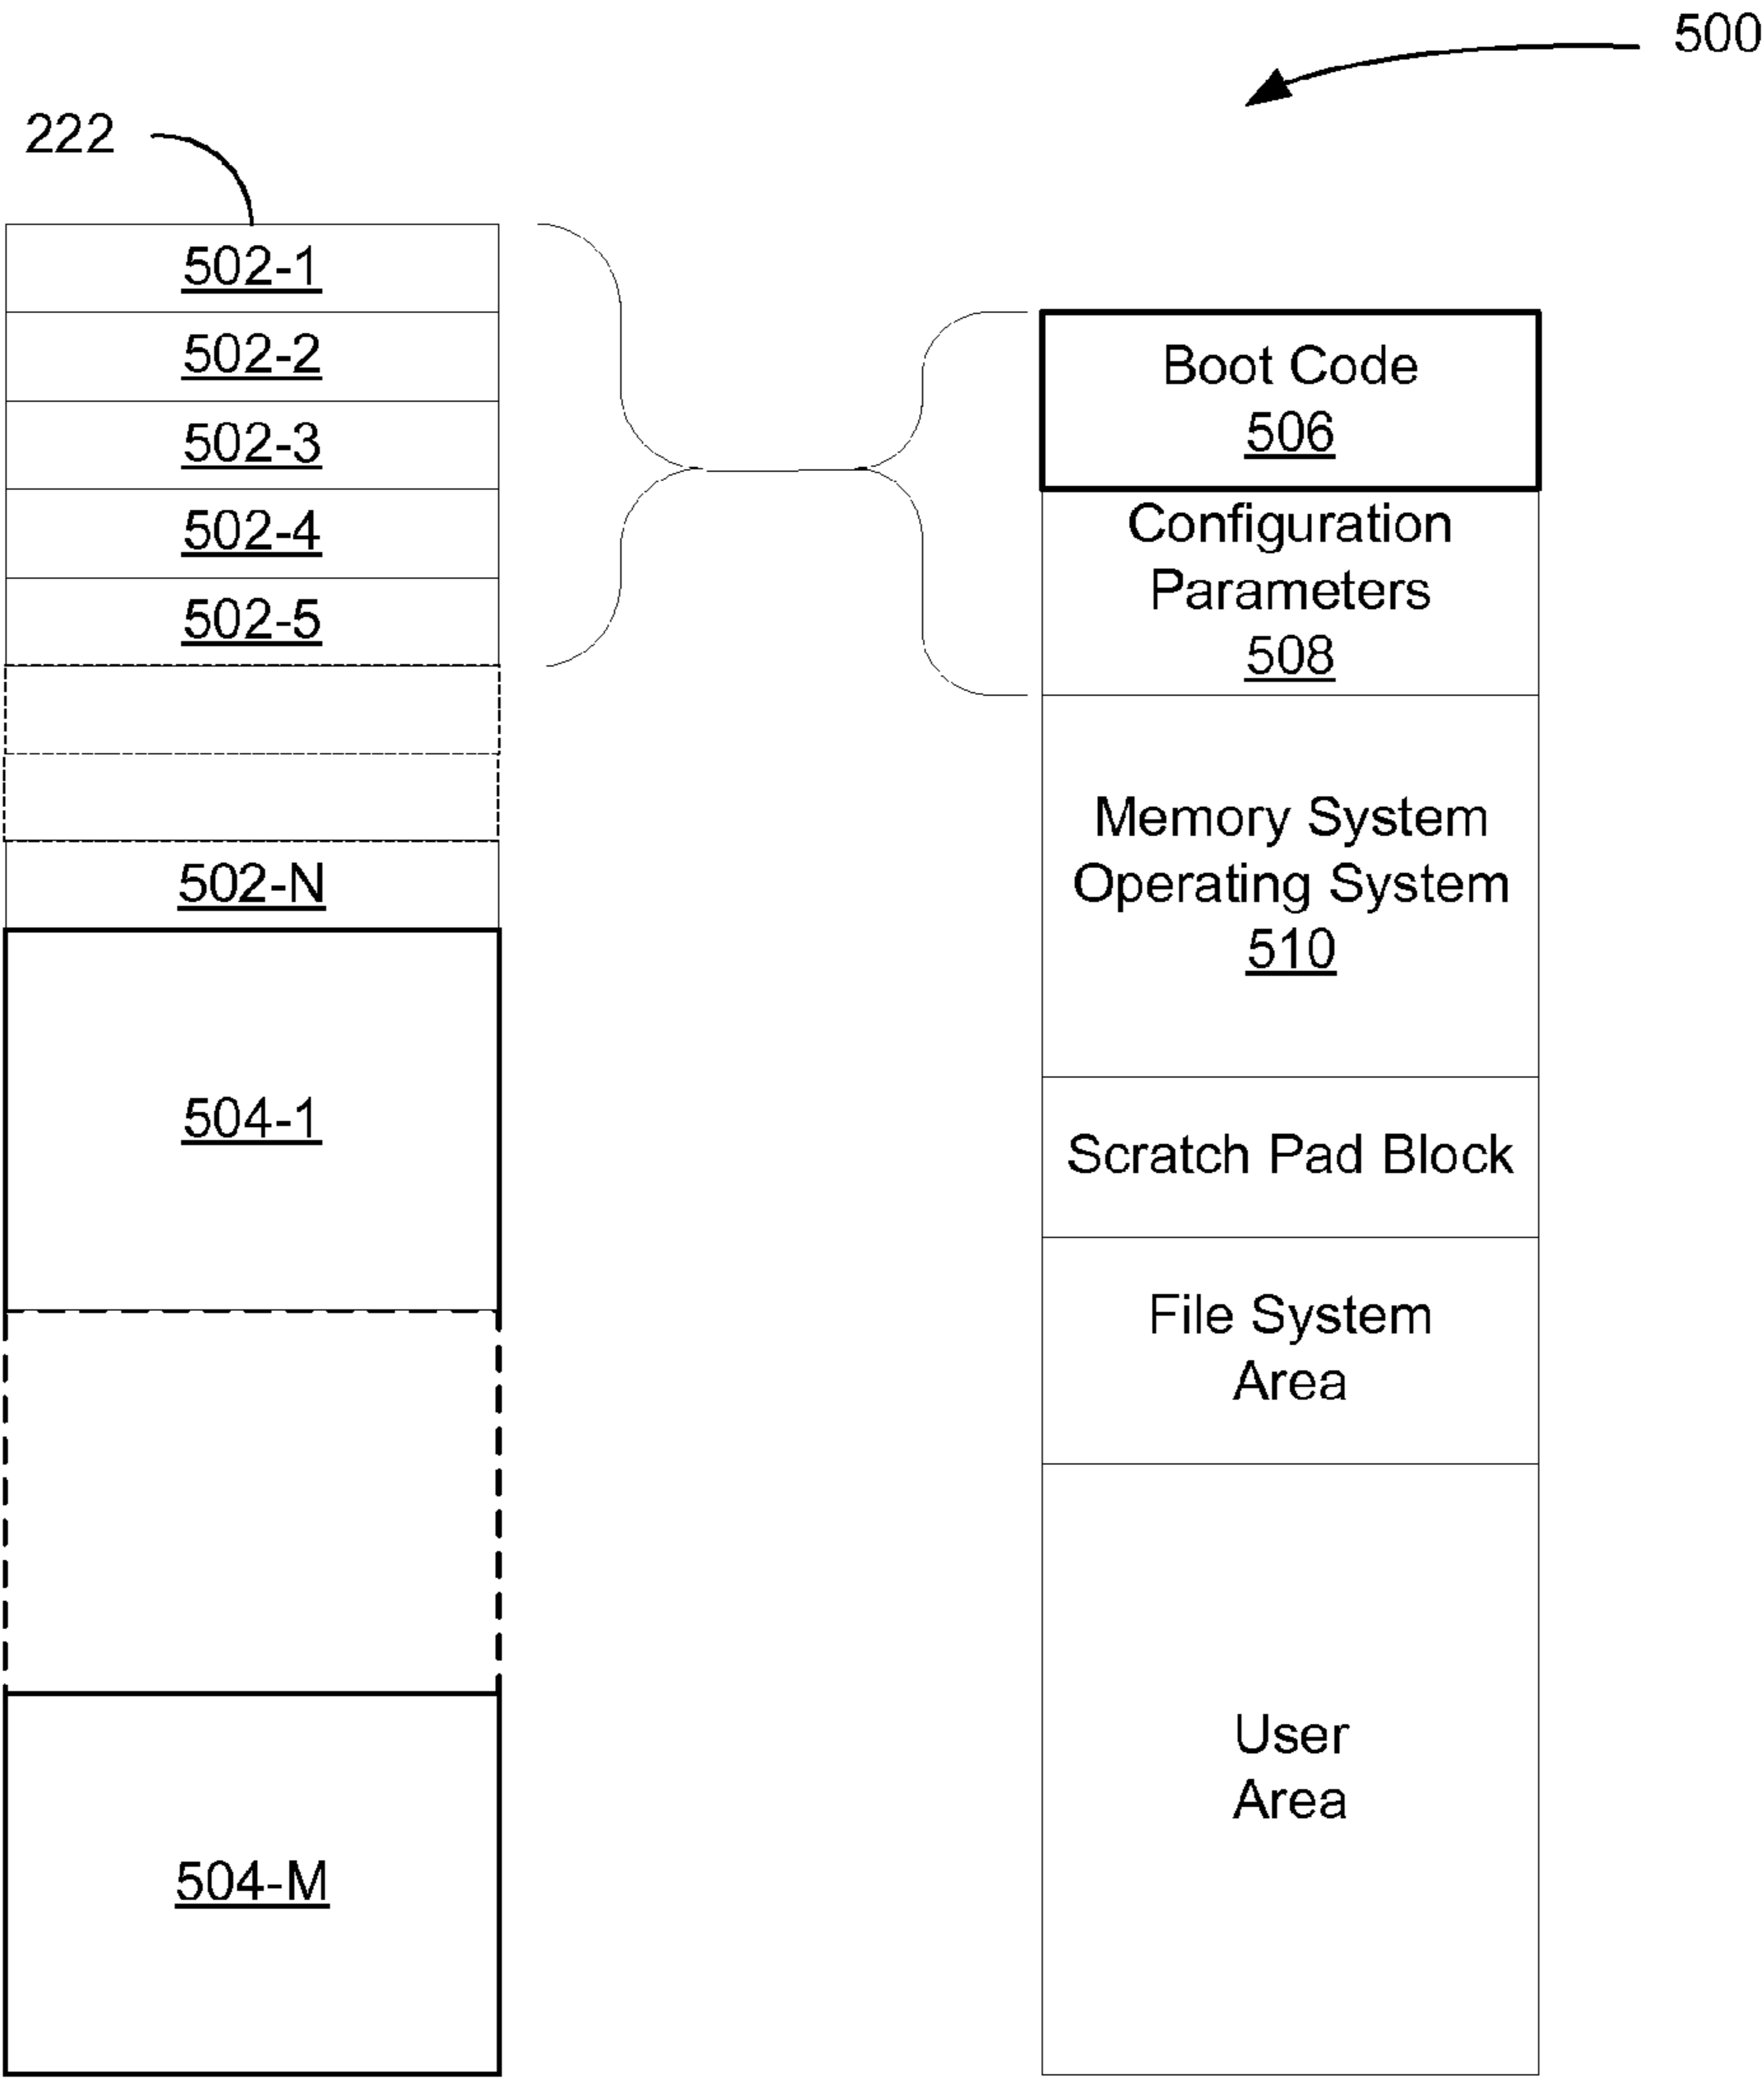 500
222
502-1
502-2
502-3
502-4
502-5
502-N
504-1
504-M
Boot Code
506
Configuration
Parameters
508
Memory System
Operating System
510
Scratch Pad Block
File System
Area
User
Area